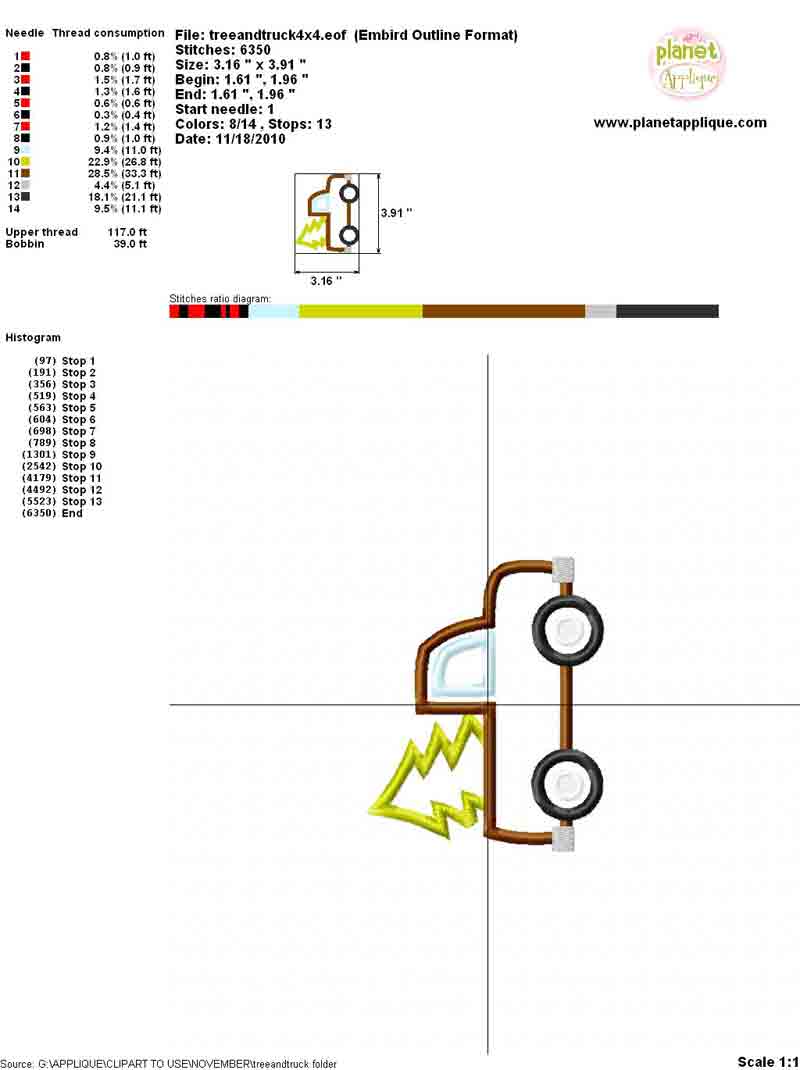 Needle Thread consumption
1 0.8% (1.0 ft)
2 0.8% (0.9 ft)
3 1.5% (1.7 ft)
4 1.3% (1.6 ft)
5 0.6% (0.6 ft)
6 0.3% (0.4 ft)
7 1.2% (1.4 ft)
8 0.9% (1.0 ft)
9 9.4% (11.0 ft)
10 22.9% (26.8 ft)
11 28.5% (33.3 ft)
12 4.4% (5.1 ft)
13 18.1% (21.1 ft)
14 9.5% (11.1 ft)
Upper thread 117.0 ft
Bobbin 39.0 ft
File: treeandtruck4x4.eof (Embird Outline Format)
Stitches: 6350
Size: 3.16 " x 3.91 "
Begin: 1.61 ", 1.96 "
End: 1.61 ", 1.96 "
Start needle: 1
Colors: 8/14 , Stops: 13
Date: 11/18/2010
planet
Applique
www.planetapplique.com
3.91 "
3.16 "
Stitches ratio diagram:
Histogram
(97) Stop 1
(191) Stop 2
(356) Stop 3
(519) Stop 4
(563) Stop 5
(604) Stop 6
(698) Stop 7
(789) Stop 8
(1301) Stop 9
(2542) Stop 10
(4179) Stop 11
(4492) Stop 12
(5523) Stop 13
(6350) End
Source: G:\APPLIQUE\CLIPART TO USE\NOVEMBER\treeandtruck folder
Scale 1:1